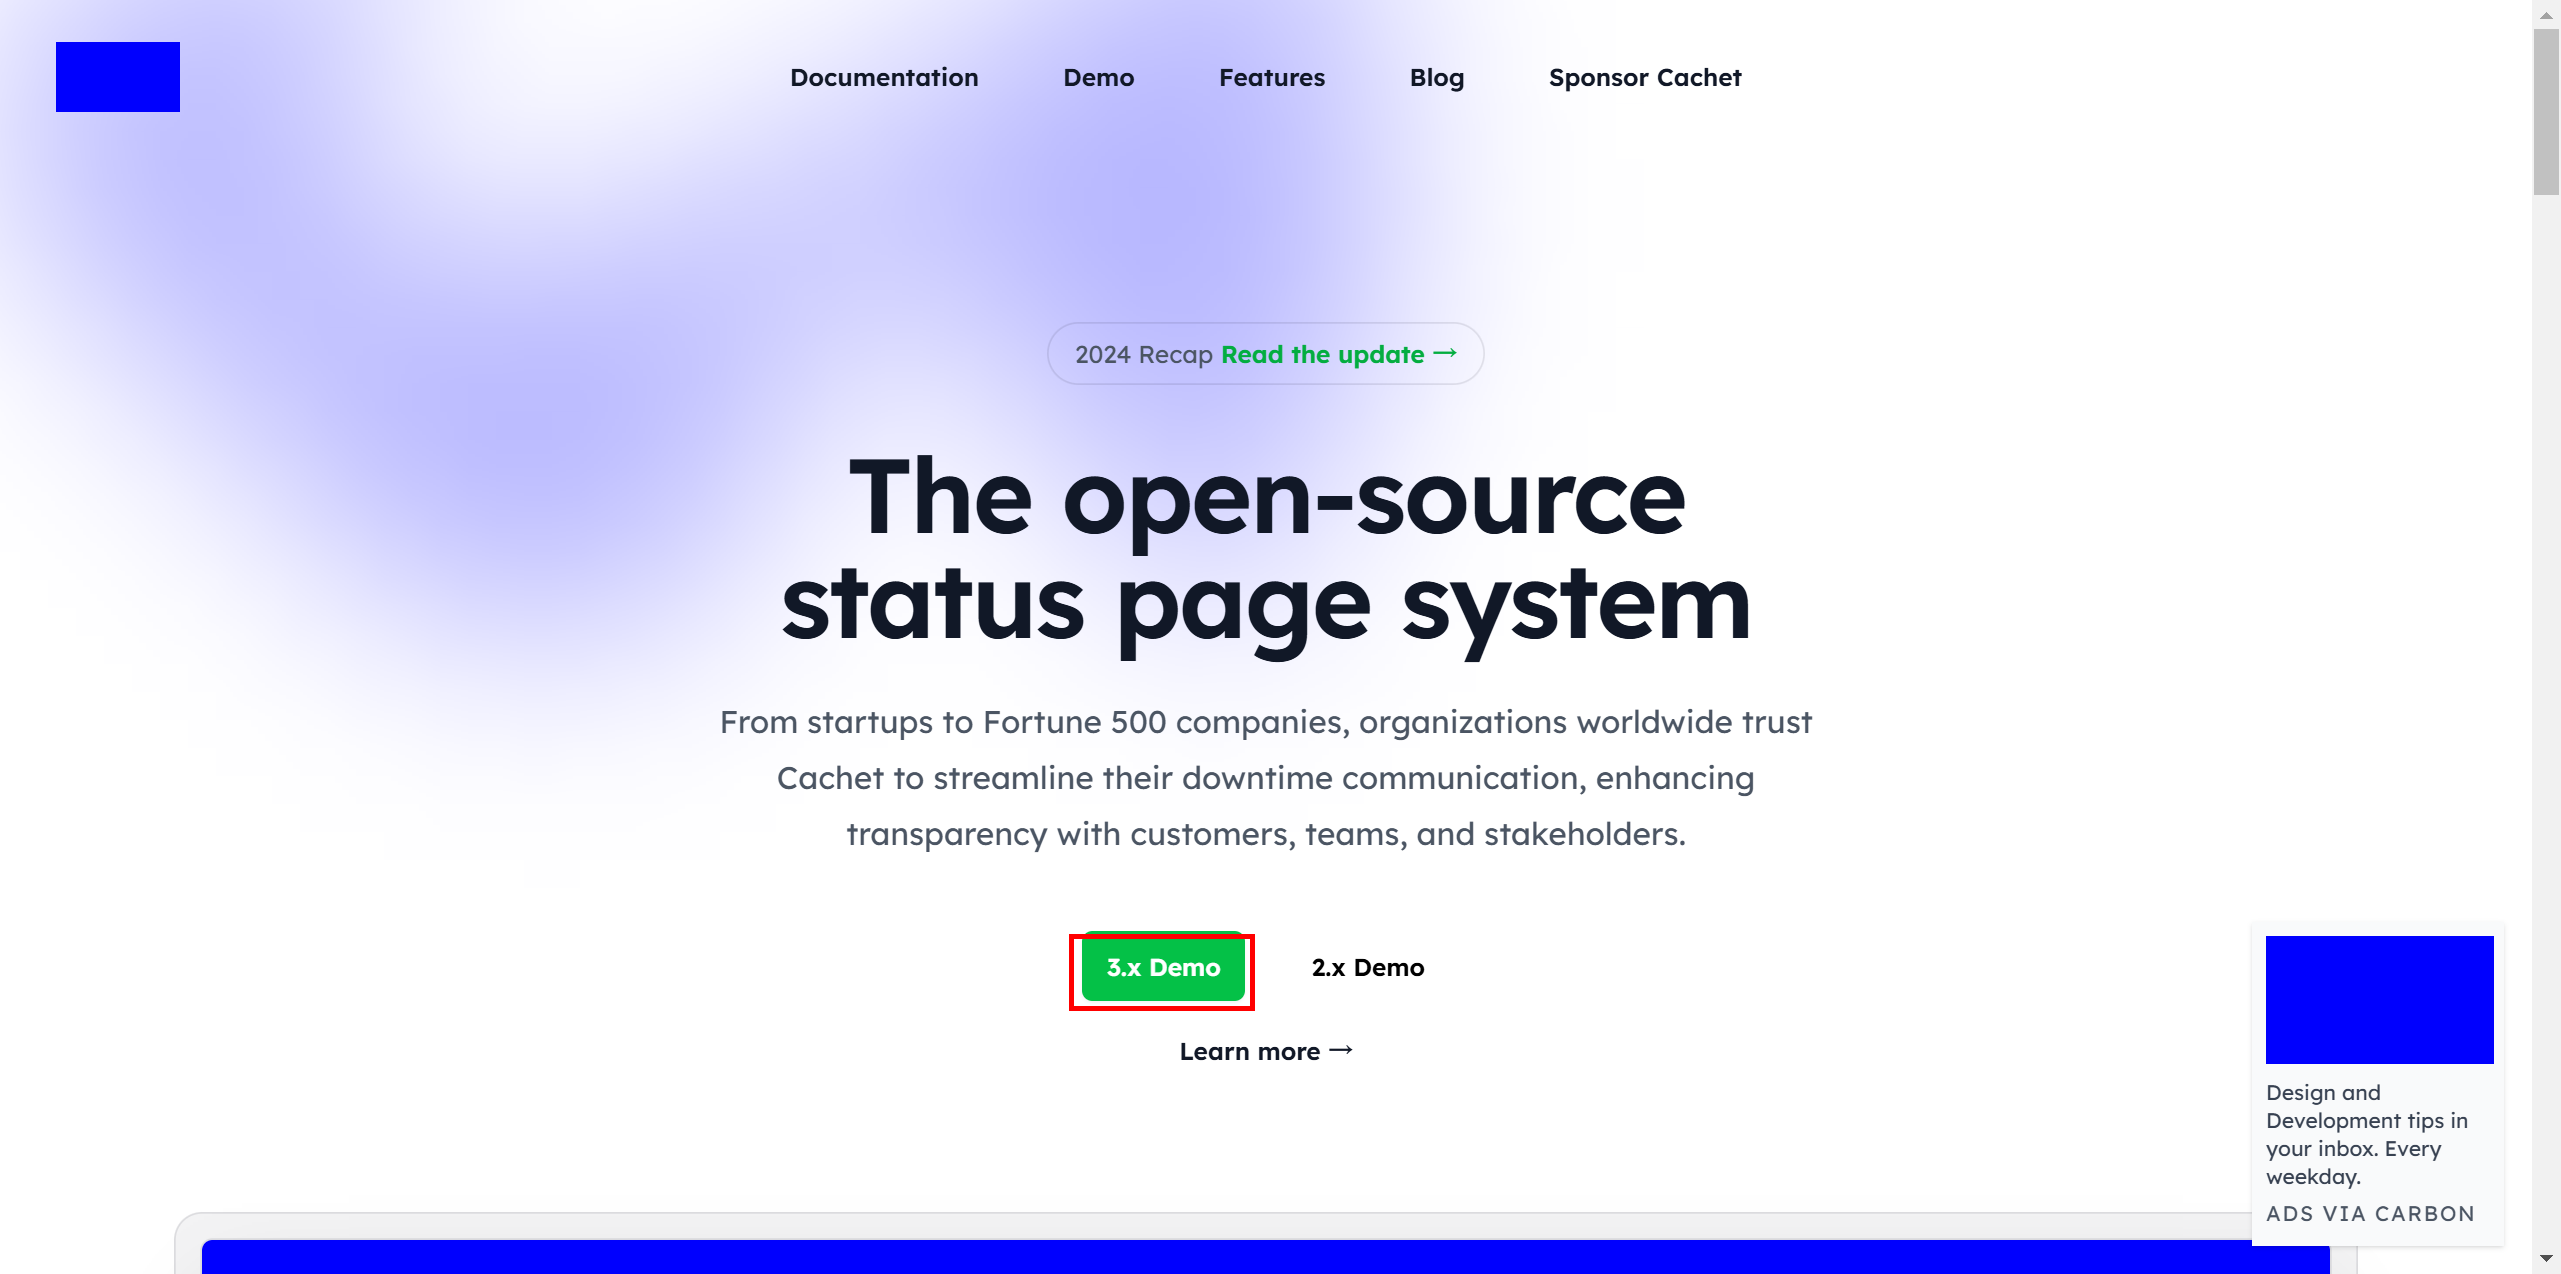 Documentation Demo Features Blog Sponsor Cachet
2024 Recap Read the update →
The open-source
status page system
From startups to Fortune 500 companies, organizations worldwide trust
Cachet to streamline their downtime communication, enhancing
transparency with customers, teams, and stakeholders.
3.x Demo 2.x Demo
Learn more →
Design and
Development tips in
your inbox. Every
weekday.
ADS VIA CARBON